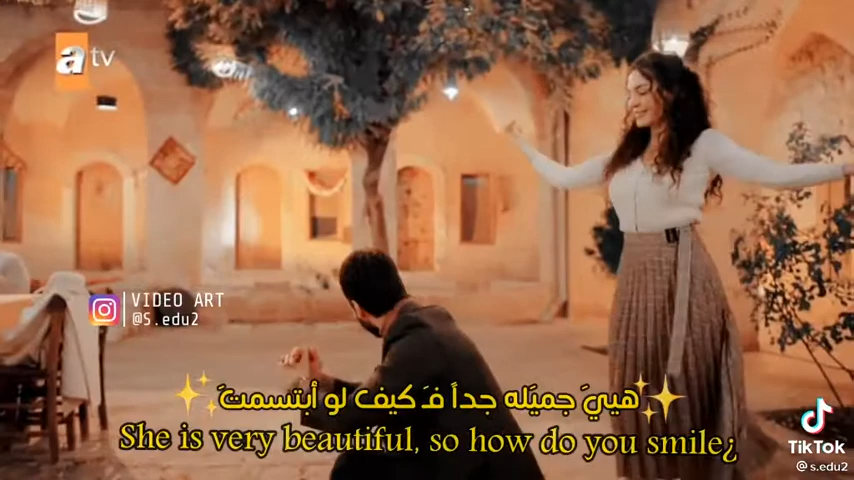 atv
VIDEO ART
@S.edu2
هييَ جميَله جداً فَـ كيف لو أبتسمتَ
She is very beautiful, so how do you smile¿
TikTok
@s.edu2